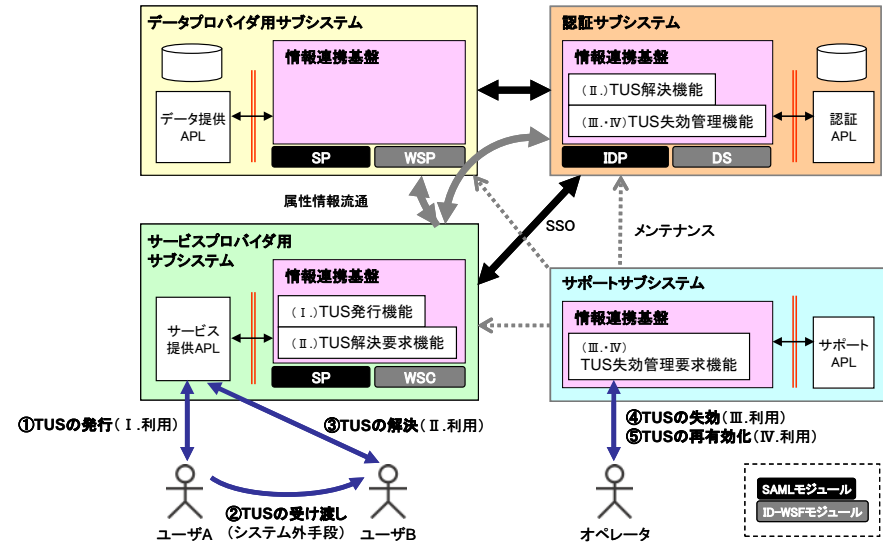 データプロバイダ用サブシステム
情報連携基盤
データ提供
APL
SP
WSP
認証サブシステム
情報連携基盤
(Ⅱ.)TUS解決機能
(Ⅲ.・Ⅳ)TUS失効管理機能
認証
APL
IDP
DS
属性情報流通
SSO
メンテナンス
サービスプロバイダ用
サブシステム
情報連携基盤
(Ⅰ.)TUS発行機能
(Ⅱ.)TUS解決要求機能
サービス
提供APL
SP
WSC
サポートサブシステム
情報連携基盤
(Ⅲ.・Ⅳ)
TUS失効管理要求機能
サポート
APL
①TUSの発行(Ⅰ.利用)
③TUSの解決(Ⅱ.利用)
④TUSの失効(Ⅲ.利用)
⑤TUSの再有効化(Ⅳ.利用)
②TUSの受け渡し
(システム外手段)
ユーザA
ユーザB
オペレータ
SAMLモジュール
ID-WSFモジュール